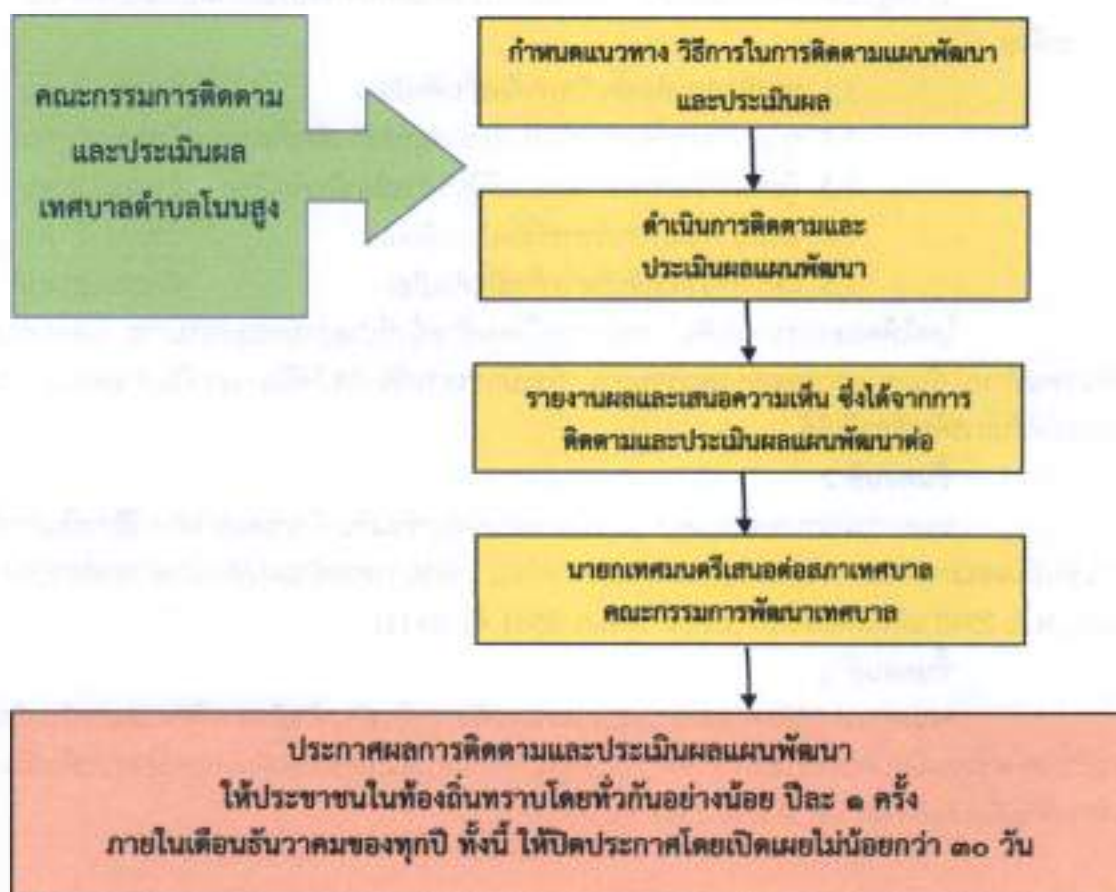 คณะกรรมการติดตาม
และประเมินผล
เทศบาลตำบลโนนสูง
กำหนดแนวทาง วิธีการในการติดตามแผนพัฒนา
และประเมินผล
ดำเนินการติดตามและ
ประเมินผลแผนพัฒนา
รายงานผลและเสนอความเห็น ซึ่งได้จากการ
ติดตามและประเมินผลแผนพัฒนาต่อ
นายกเทศมนตรีเสนอต่อสภาเทศบาล
คณะกรรมการพัฒนาเทศบาล
ประกาศผลการติดตามและประเมินผลแผนพัฒนา
ให้ประชาชนในท้องถิ่นทราบโดยทั่วกันอย่างน้อย ปีละ ๑ ครั้ง
ภายในเดือนธันวาคมของทุกปี ทั้งนี้ ให้ปิดประกาศโดยเปิดเผยไม่น้อยกว่า ๓๐ วัน